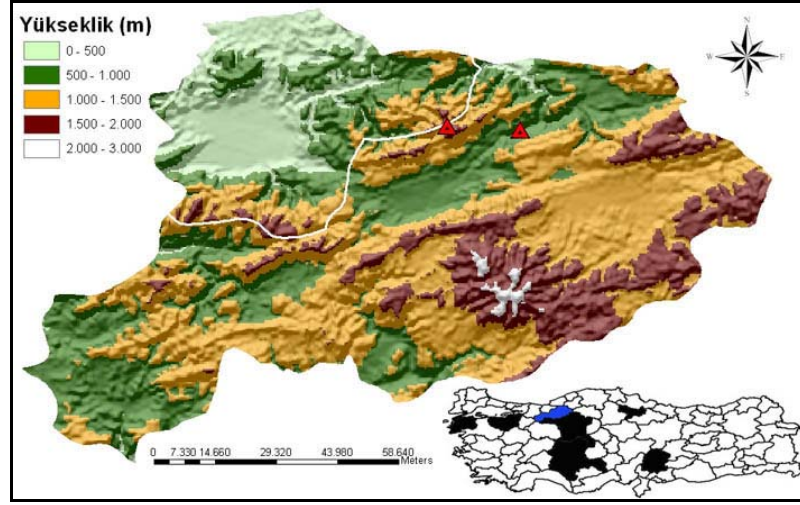 Yükseklik (m)
0 - 500
500 - 1.000
1.000 - 1.500
1.500 - 2.000
2.000 - 3.000
N
W E
S
0 7.330 14.660 29.320 43.980 58.640
Meters